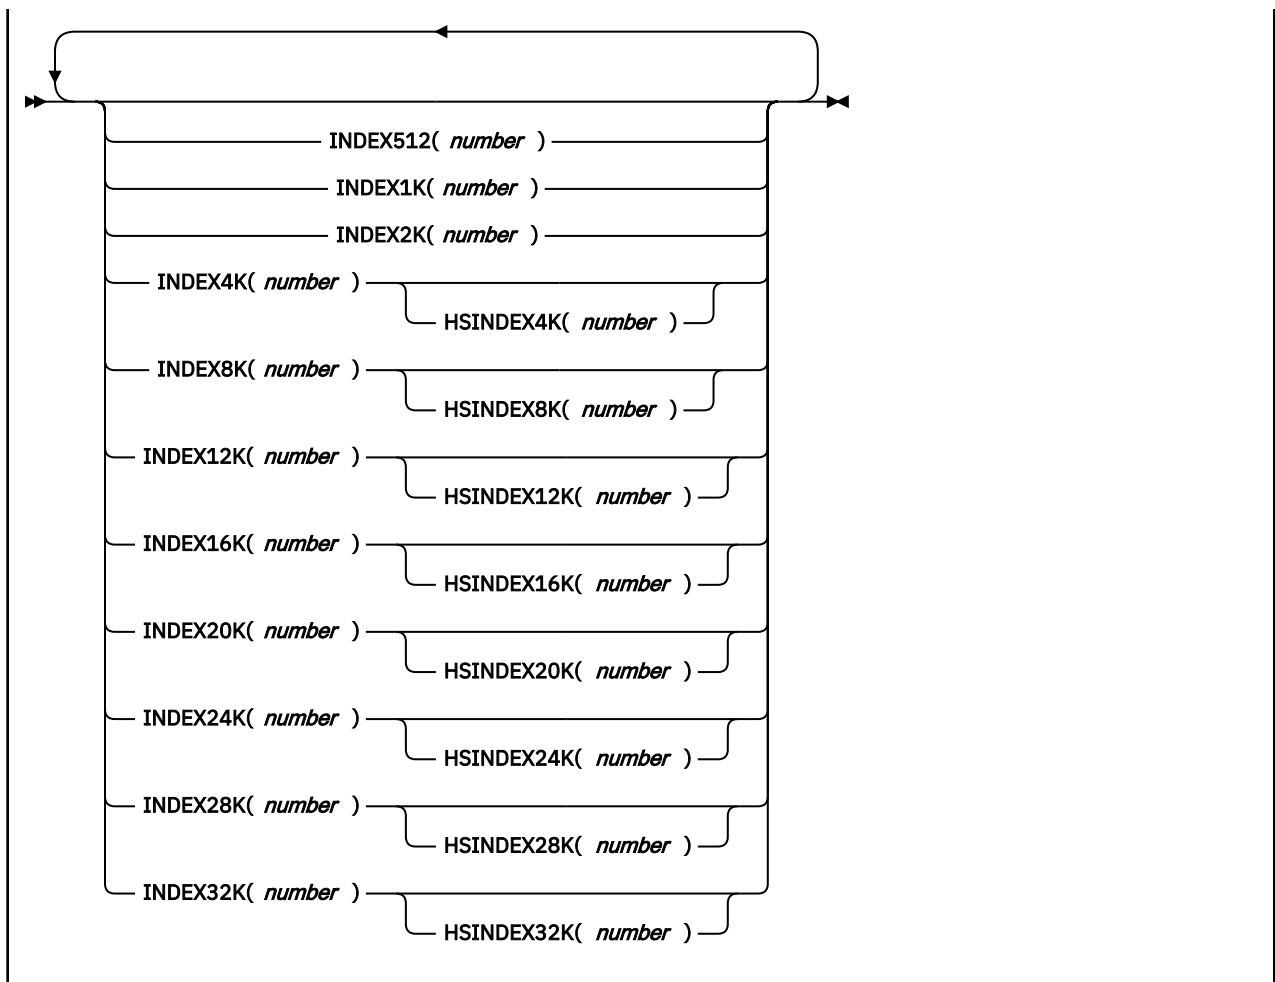 INDEX512( number )
INDEX1K( number )
INDEX2K( number )
INDEX4K( number )
HSINDEX4K( number )
INDEX8K( number )
HSINDEX8K( number )
INDEX12K( number )
HSINDEX12K( number )
INDEX16K( number )
HSINDEX16K( number )
INDEX20K( number )
HSINDEX20K( number )
INDEX24K( number )
HSINDEX24K( number )
INDEX28K( number )
HSINDEX28K( number )
INDEX32K( number )
HSINDEX32K( number )